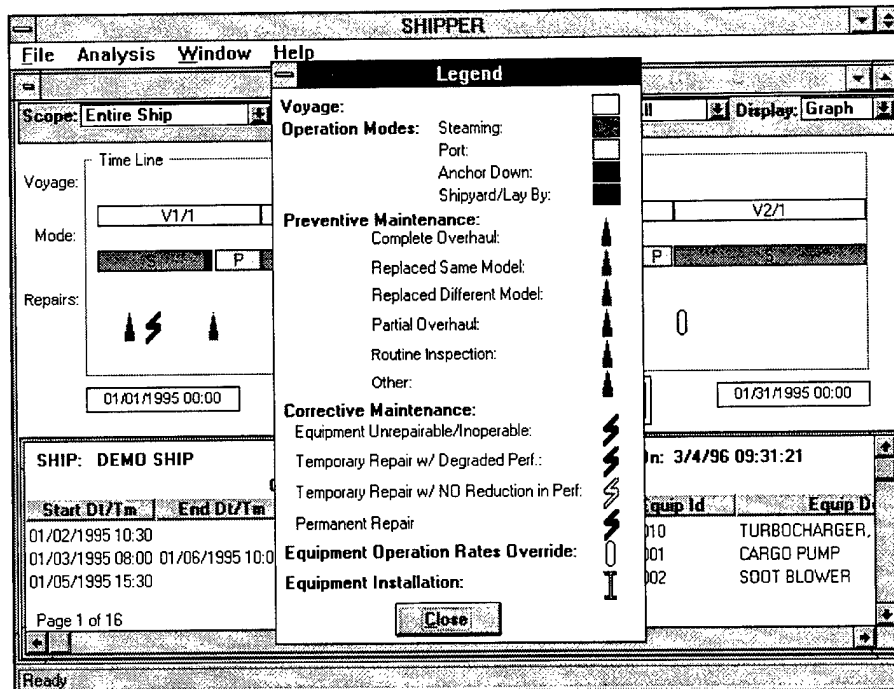 SHIPPER
File Analysis Window Help
Legend
Scope: Entire Ship
ll Display: Graph
Voyage:
Operation Modes: Steaming:
Port:
Anchor Down:
Shipyard/Lay By:
Time Line
Voyage:
V1/1
V2/1
Mode:
S P
P S
Repairs:
Preventive Maintenance:
Complete Overhaul:
Replaced Same Model:
Replaced Different Model:
Partial Overhaul:
Routine Inspection:
Other:
01/01/1995 00:00
01/31/1995 00:00
Corrective Maintenance:
Equipment Unrepairable/Inoperable:
Temporary Repair w/ Degraded Perf.:
Temporary Repair w/ NO Reduction in Perf:
Permanent Repair
Equipment Operation Rates Override:
Equipment Installation:
Close
SHIP: DEMO SHIP
In: 3/4/96 09:31:21
Start Dt/Tm End Dt/Tm
Equip Id Equip D
01/02/1995 10:30
010 TURBOCHARGER,
01/03/1995 08:00 01/06/1995 10:0
001 CARGO PUMP
01/05/1995 15:30
002 SOOT BLOWER
Page 1 of 16
Ready